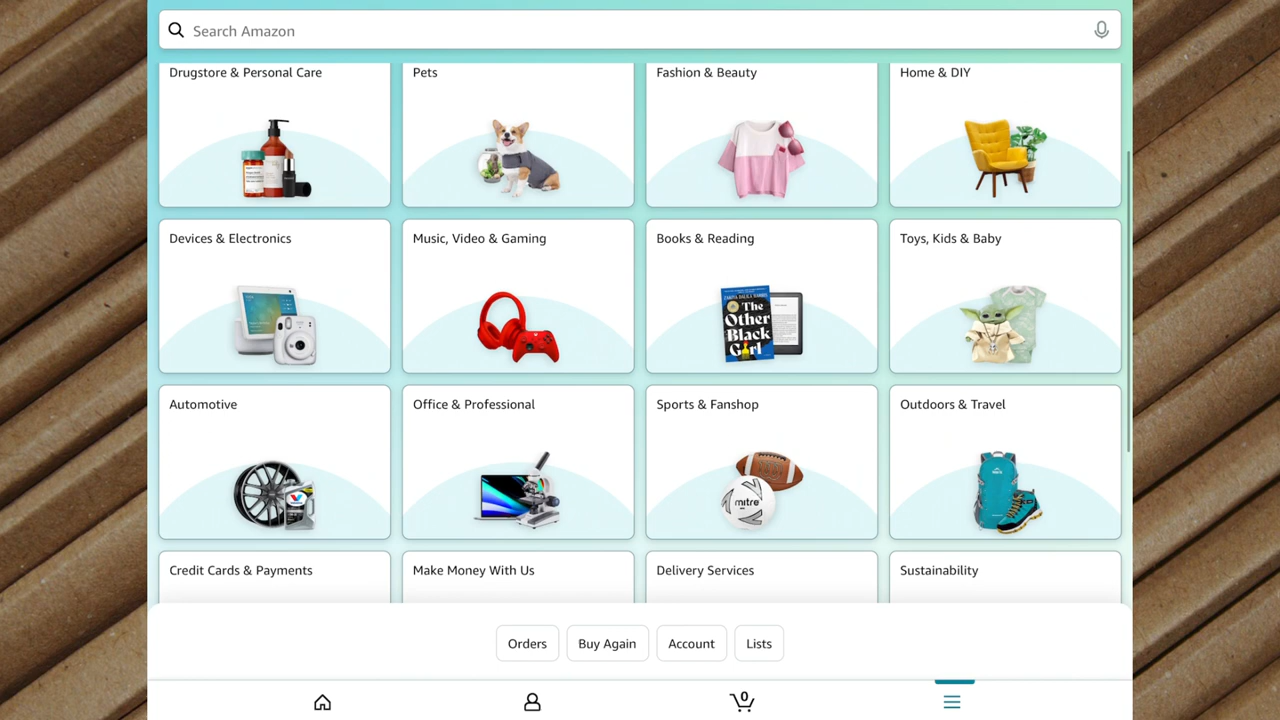 Search Amazon
Drugstore & Personal Care
Pets
Fashion & Beauty
Home & DIY
Devices & Electronics
Music, Video & Gaming
Books & Reading
Toys, Kids & Baby
The
Other
Black
Girl
Automotive
Office & Professional
Sports & Fanshop
Outdoors & Travel
mitre
Credit Cards & Payments
Make Money With Us
Delivery Services
Sustainability
Orders
Buy Again
Account
Lists
0